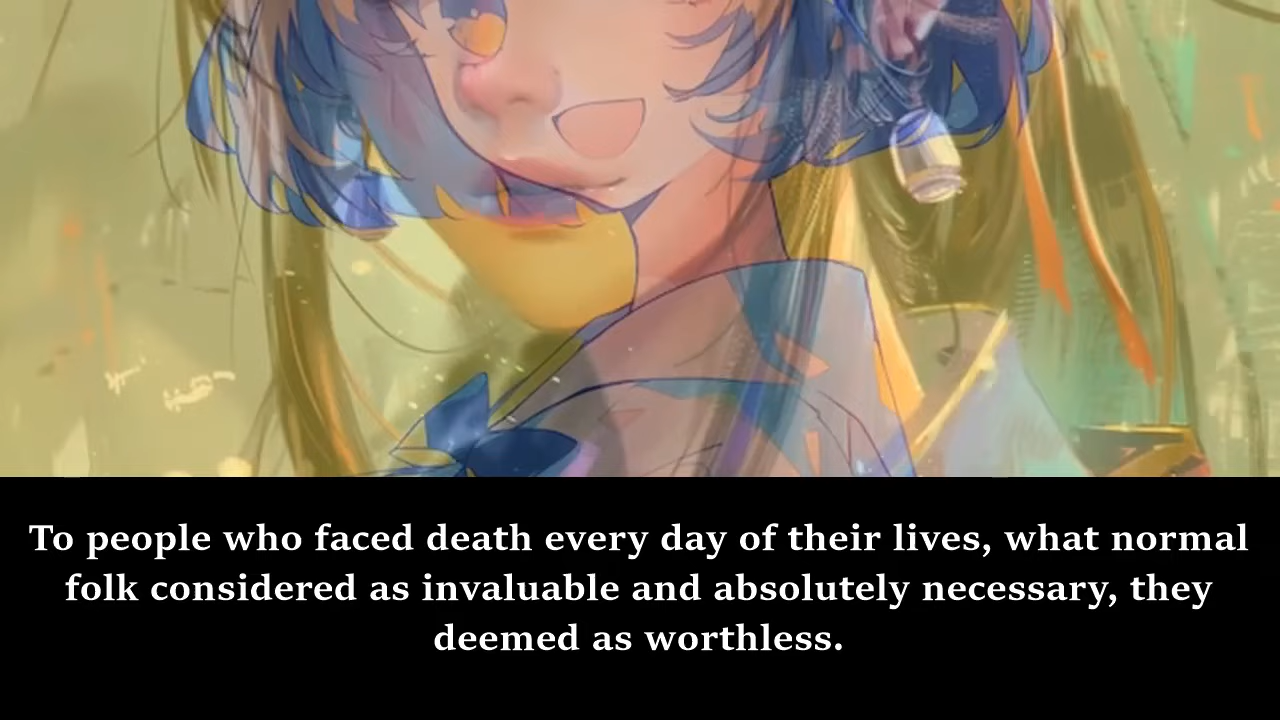 To people who faced death every day of their lives, what normal
folk considered as invaluable and absolutely necessary, they
deemed as worthless.